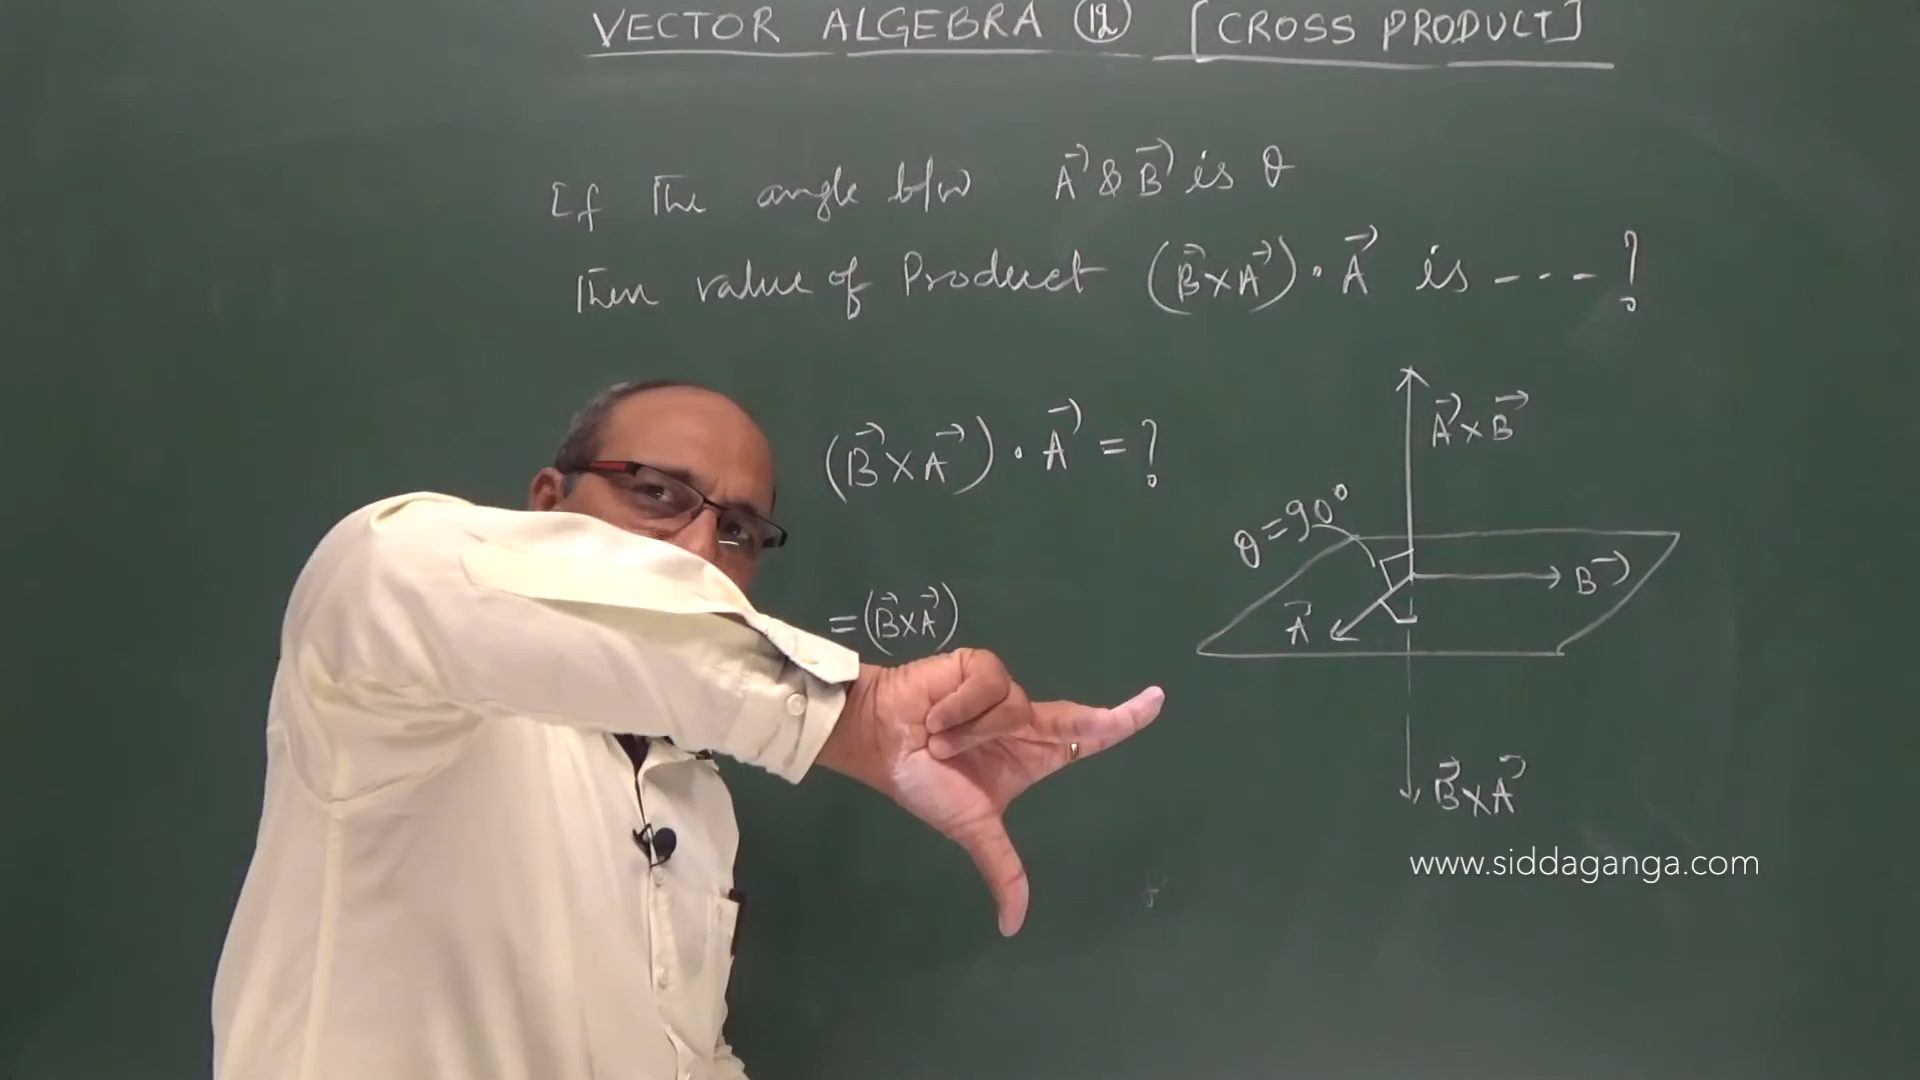 VECTOR ALGEBRA ⑫ [CROSS PRODUCT]
If The angle b/w A⃗ & B⃗ is θ
Then value of Product (B⃗×A⃗)·A⃗ is ---?
(B⃗×A⃗)·A⃗ = ?
A⃗×B⃗
θ=90°
B⃗
A⃗
= (B⃗×A⃗)
B⃗×A⃗
www.siddaganga.com